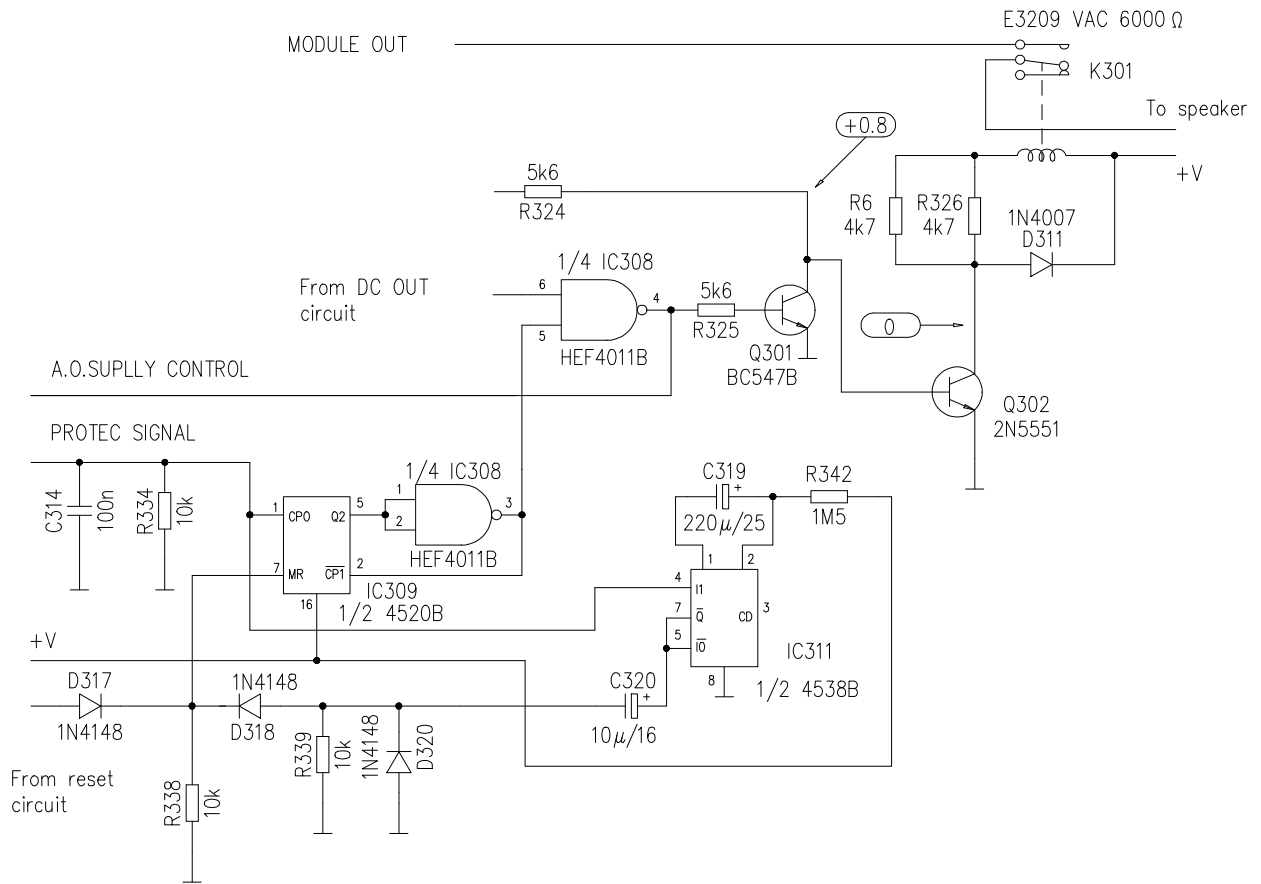 E3209 VAC 6000 Ω
MODULE OUT
K301
To speaker
+0.8
+V
5k6
R324
R6
4k7
R326
4k7
1N4007
D311
1/4 IC308
From DC OUT
circuit
6
5
4
5k6
R325
HEF4011B
Q301
BC547B
0
A.O.SUPLLY CONTROL
Q302
2N5551
PROTEC SIGNAL
1/4 IC308
C319
+
220μ/25
R342
1M5
C314
100n
R334
10k
1
CPO
Q2
5
1
2
3
HEF4011B
7
MR
CP1
2
16
IC309
1/2 4520B
1
2
4
I1
7
Q
5
I0
CD
3
8
IC311
1/2 4538B
+V
D317
1N4148
1N4148
D318
C320
+
10μ/16
R339
10k
1N4148
D320
From reset
circuit
R338
10k